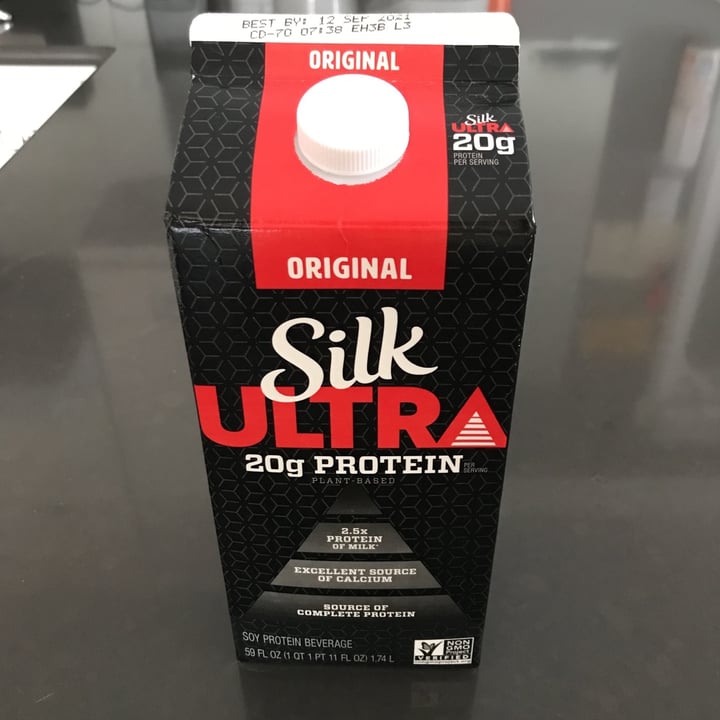 BEST BY: 12 SEP 2021
CD-70 07:38 EH3B L3
ORIGINAL
Silk
ULTRA
20g
PROTEIN
PER SERVING
ORIGINAL
Silk
ULTRA
20g PROTEIN PER SERVING
PLANT-BASED
2.5x
PROTEIN
OF MILK*
EXCELLENT SOURCE
OF CALCIUM
SOURCE OF
COMPLETE PROTEIN
SOY PROTEIN BEVERAGE
59 FL OZ (1 QT 1 PT 11 FL OZ) 1.74 L
NON
GMO
Project
VERIFIED
nongmoproject.org